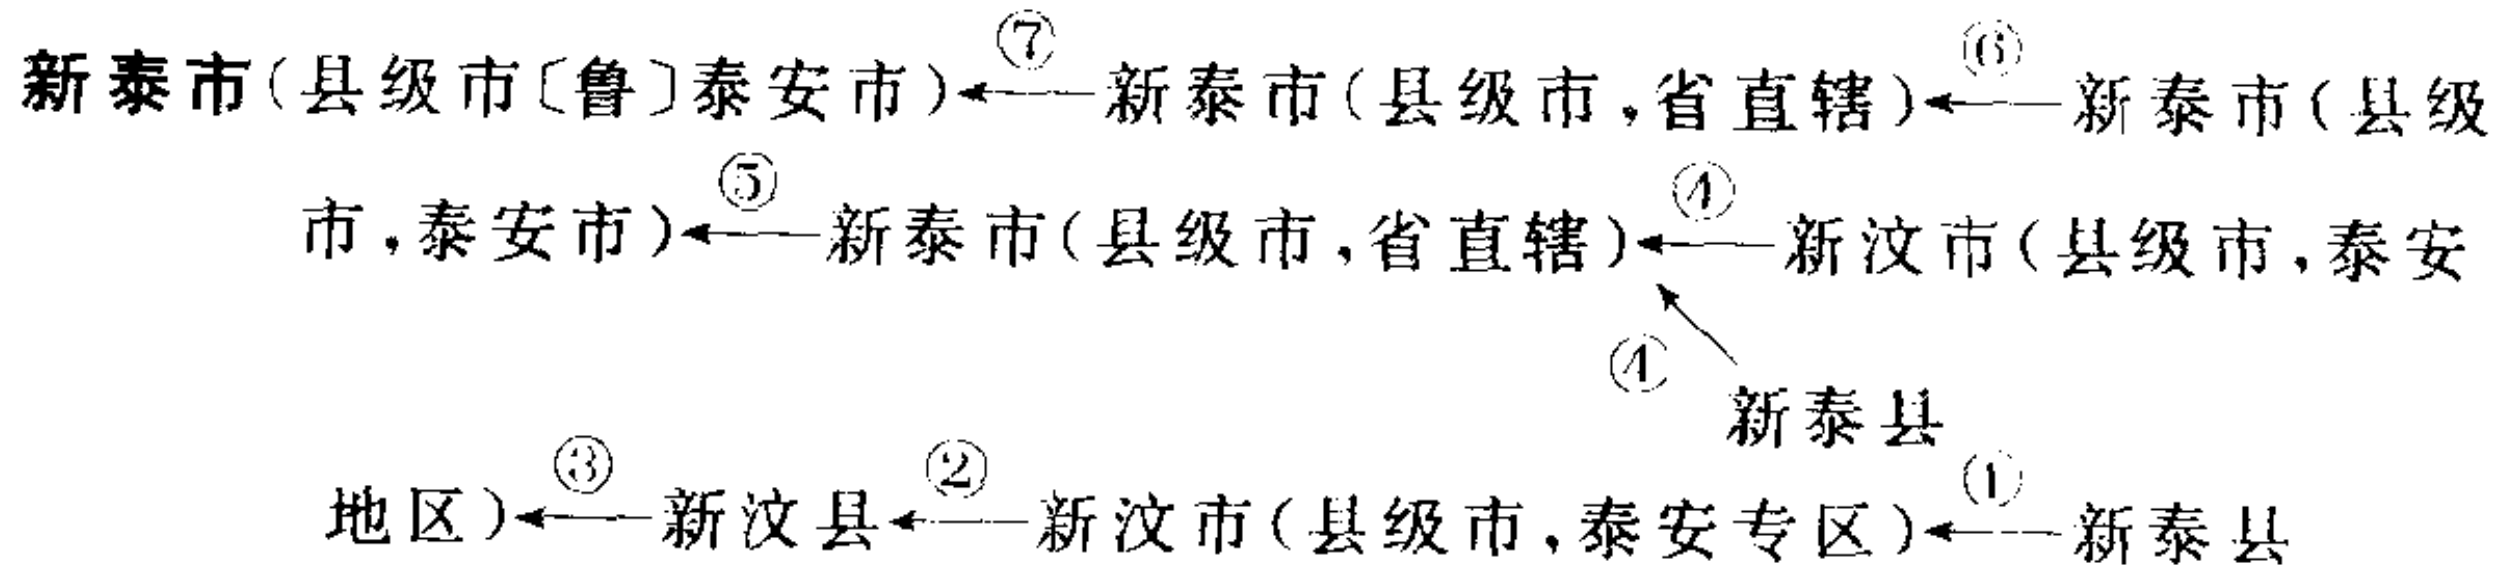 新泰市(县级市〔鲁〕泰安市)←⑦新泰市(县级市,省直辖)←⑥新泰市(县级
市,泰安市)←⑤新泰市(县级市,省直辖)←④新汶市(县级市,泰安
④
新泰县
地区)←③新汶县←②新汶市(县级市,泰安专区)←①新泰县